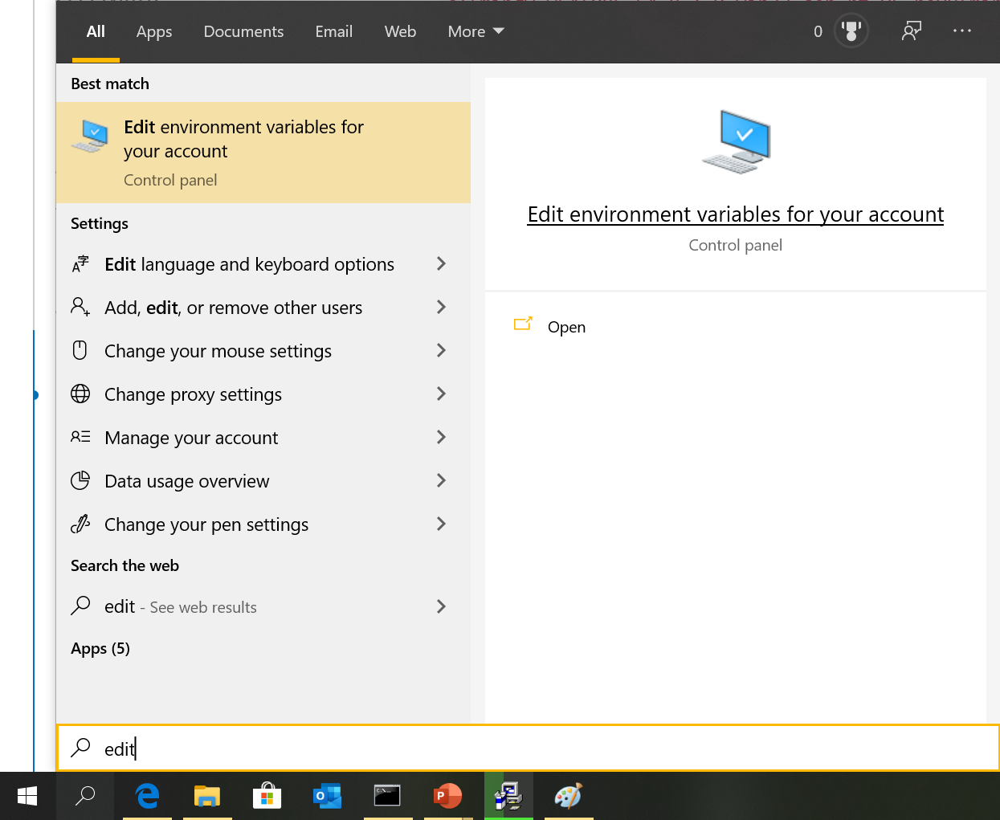 All Apps Documents Email Web More 0 ...
Best match
Edit environment variables for
your account
Control panel
Settings
Edit language and keyboard options
Add, edit, or remove other users
Change your mouse settings
Change proxy settings
Manage your account
Data usage overview
Change your pen settings
Search the web
edit - See web results
Apps (5)
Edit environment variables for your account
Control panel
Open
edit